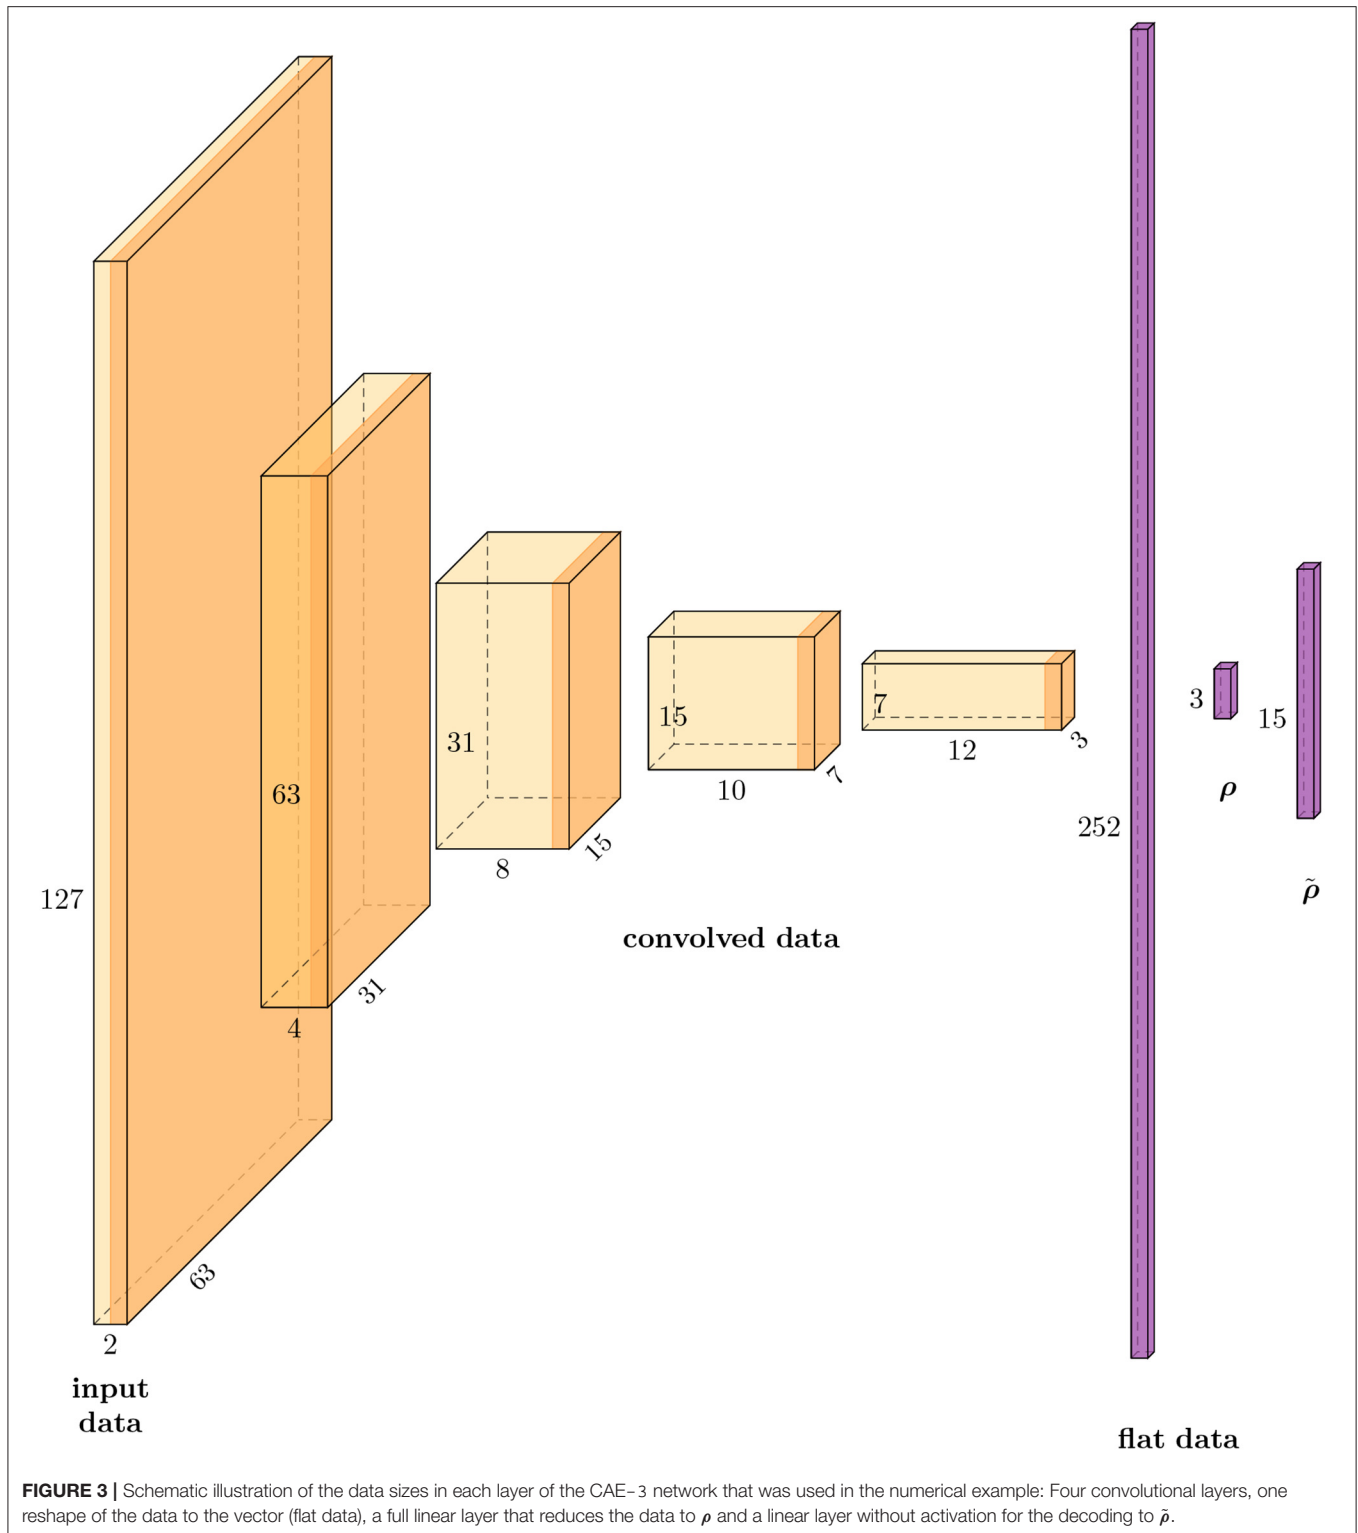 127
2
63
input
data
63
4
31
31
8
15
15
10
7
7
12
3
convolved data
252
flat data
3
ρ
15
ρ̃
FIGURE 3 | Schematic illustration of the data sizes in each layer of the CAE–3 network that was used in the numerical example: Four convolutional layers, one
reshape of the data to the vector (flat data), a full linear layer that reduces the data to ρ and a linear layer without activation for the decoding to ρ̃.